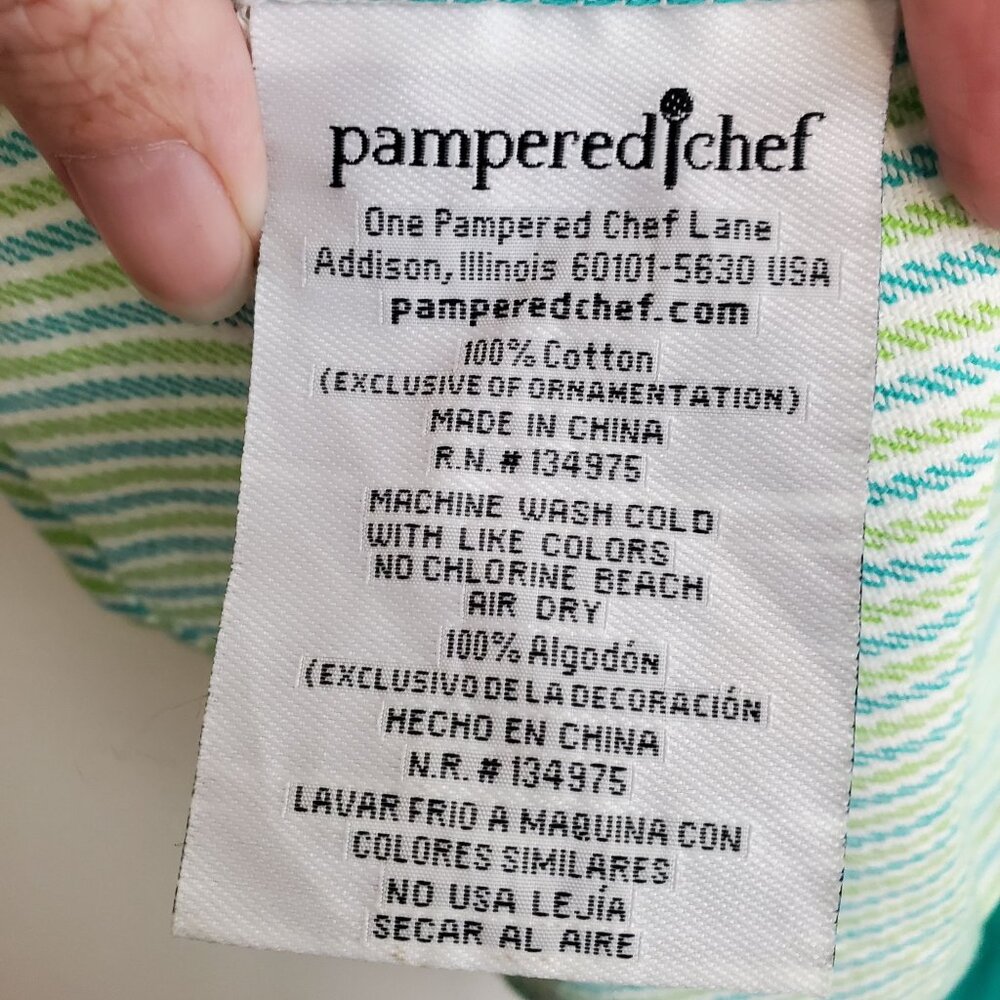 pampered chef
One Pampered Chef Lane
Addison, Illinois 60101-5630 USA
pamperedchef.com
100% Cotton
(EXCLUSIVE OF ORNAMENTATION)
MADE IN CHINA
R.N. # 134975
MACHINE WASH COLD
WITH LIKE COLORS
NO CHLORINE BEACH
AIR DRY
100% Algodón
(EXCLUSIVO DE LA DECORACIÓN
HECHO EN CHINA
N.R. # 134975
LAVAR FRIO A MAQUINA CON
COLORES SIMILARES
NO USA LEJÍA
SECAR AL AIRE